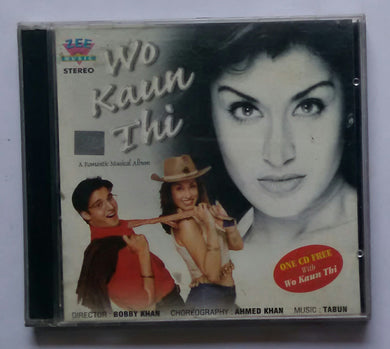 ZEE
MUSIC
STEREO
Wo
Kaun
Thi
A Romantic Musical Album
ONE CD FREE
With
Wo Kaun Thi
DIRECTOR : BOBBY KHAN CHOREOGRAPHY : AHMED KHAN MUSIC : TABUN